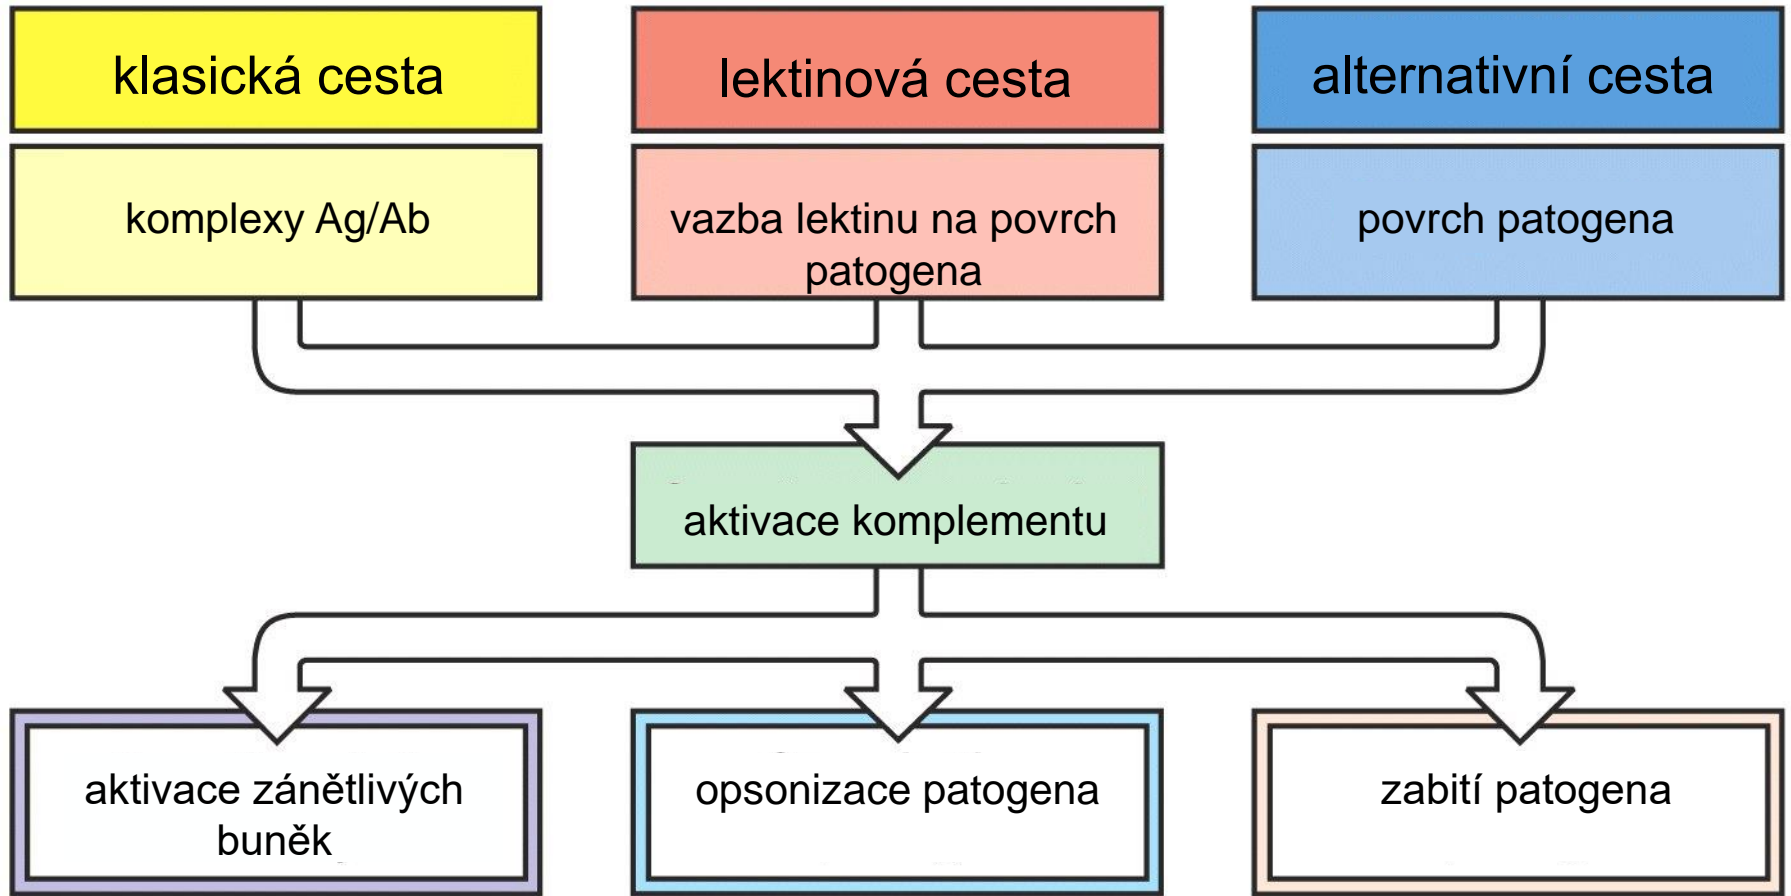 klasická cesta
lektinová cesta
alternativní cesta
komplexy Ag/Ab
vazba lektinu na povrch
patogena
povrch patogena
aktivace komplementu
aktivace zánětlivých
buněk
opsonizace patogena
zabití patogena